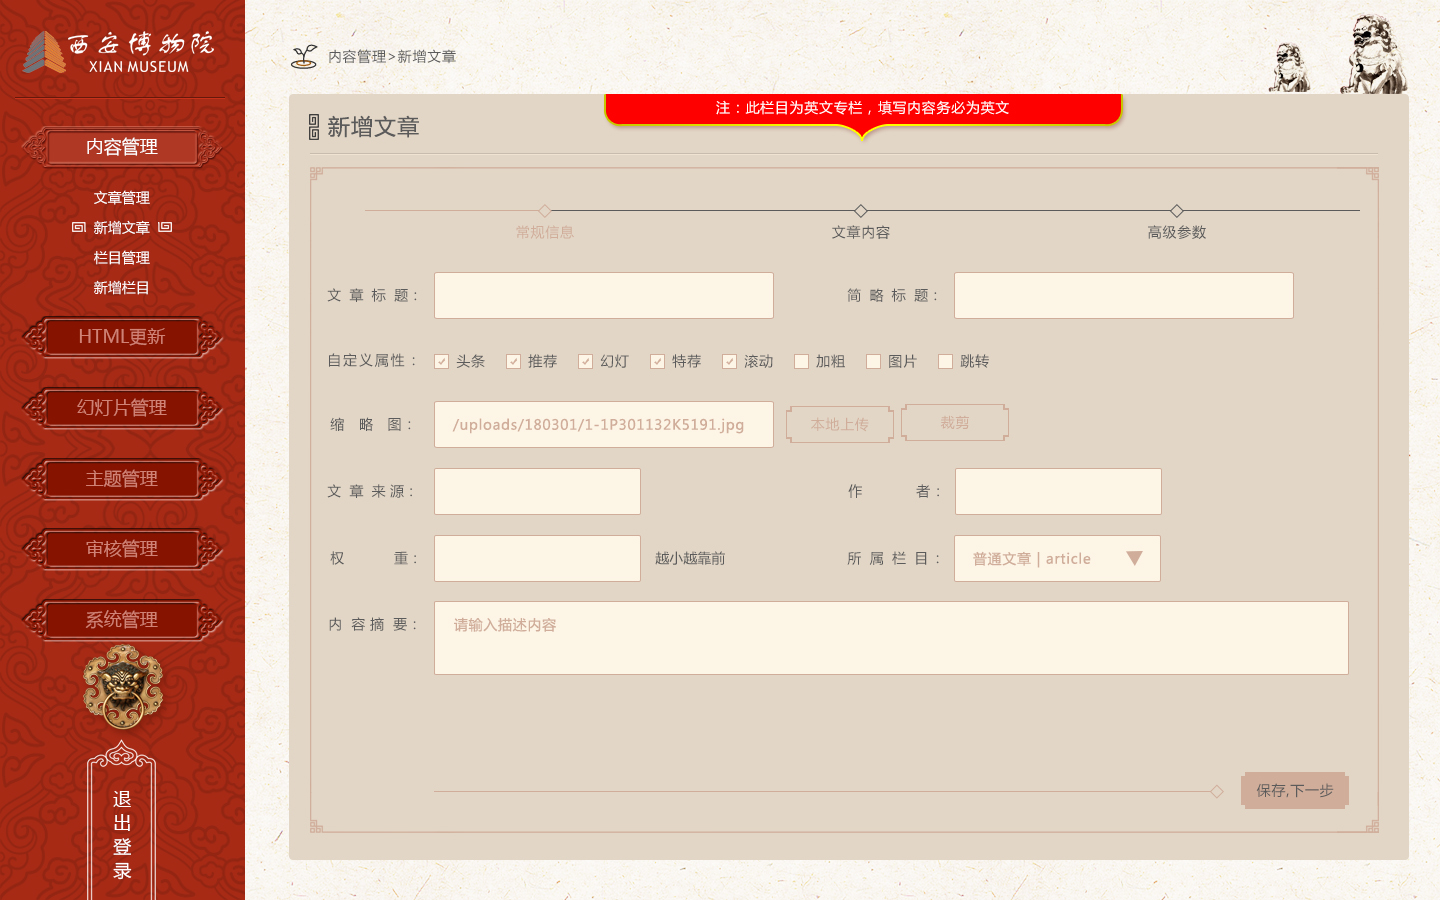 西安博物院
XIAN MUSEUM
内容管理
文章管理
新增文章
栏目管理
新增栏目
HTML更新
幻灯片管理
主题管理
审核管理
系统管理
退出登录
内容管理>新增文章
注：此栏目为英文专栏，填写内容务必为英文
新增文章
常规信息 文章内容 高级参数
文章标题： 简略标题：
自定义属性： 头条 推荐 幻灯 特荐 滚动 加粗 图片 跳转
缩略图： /uploads/180301/1-1P301132K5191.jpg 本地上传 裁剪
文章来源： 作者：
权重： 越小越靠前 所属栏目： 普通文章 | article
内容摘要： 请输入描述内容
保存,下一步